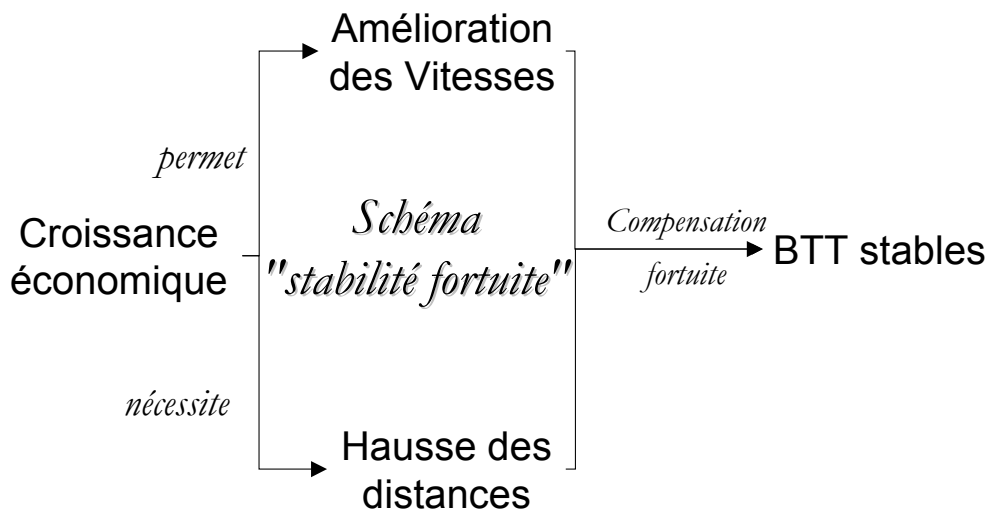 Amélioration
des Vitesses
permet
Croissance
économique
Schéma
"stabilité fortuite"
Compensation
fortuite
BTT stables
nécessite
Hausse des
distances